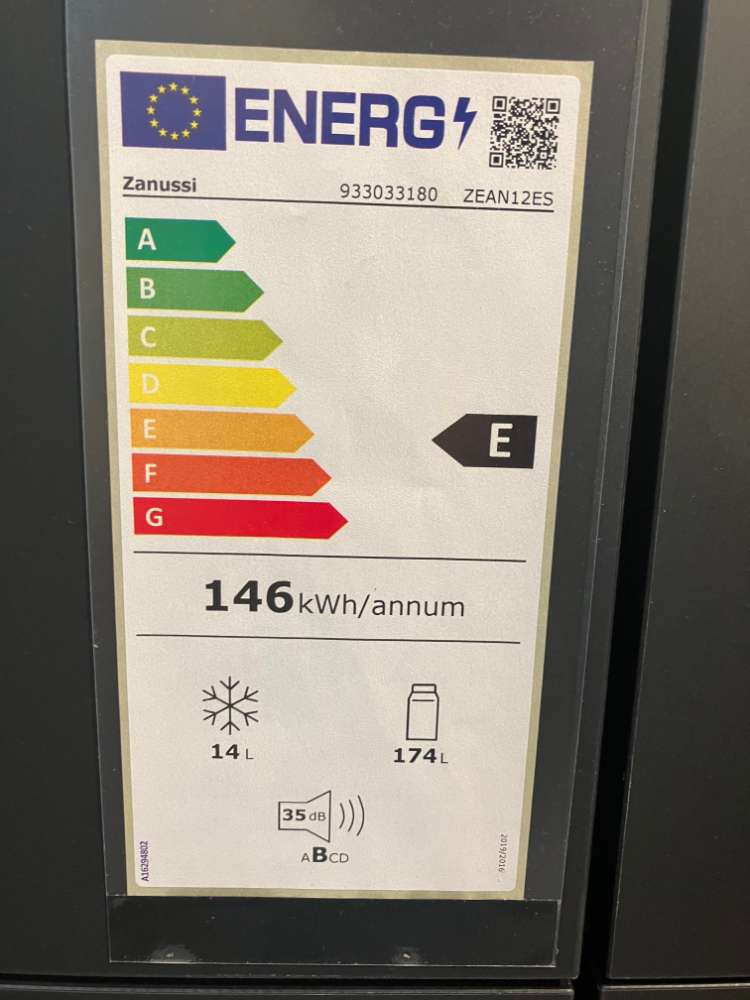 ENERG
Zanussi 933033180 ZEAN12ES
A
B
C
D
E
E
F
G
146 kWh/annum
14 L
174 L
35 dB
ABCD
A16294802
2019/2016